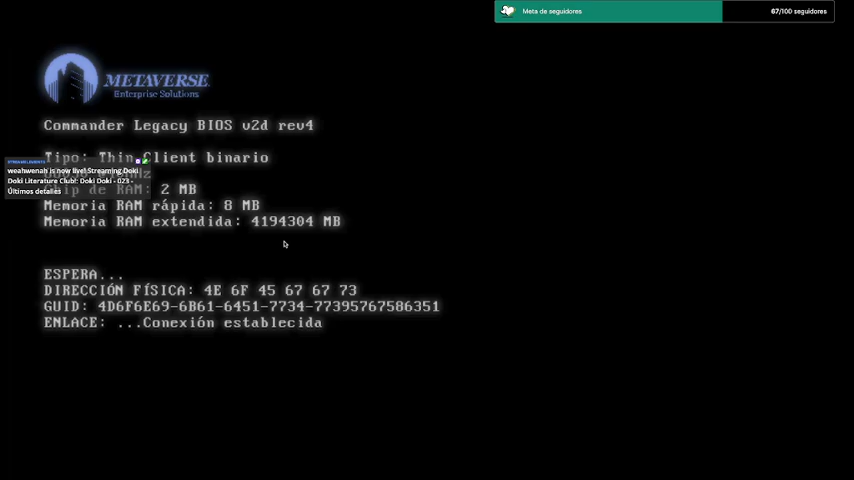 Meta de seguidores
67/100 seguidores
METAVERSE
Enterprise Solutions
Commander Legacy BIOS v2d rev4
Tipo: Thin Client binario
STREAMELEMENTS
weahwenah is now live! Streaming Doki
Doki Literature Club!: Doki Doki - 023 -
Últimos detalles
Chip de RAM: 2 MB
Memoria RAM rápida: 8 MB
Memoria RAM extendida: 4194304 MB
ESPERA...
DIRECCIÓN FÍSICA: 4E 6F 45 67 67 73
GUID: 4D6F6E69-6B61-6451-7734-77395767586351
ENLACE: ...Conexión establecida